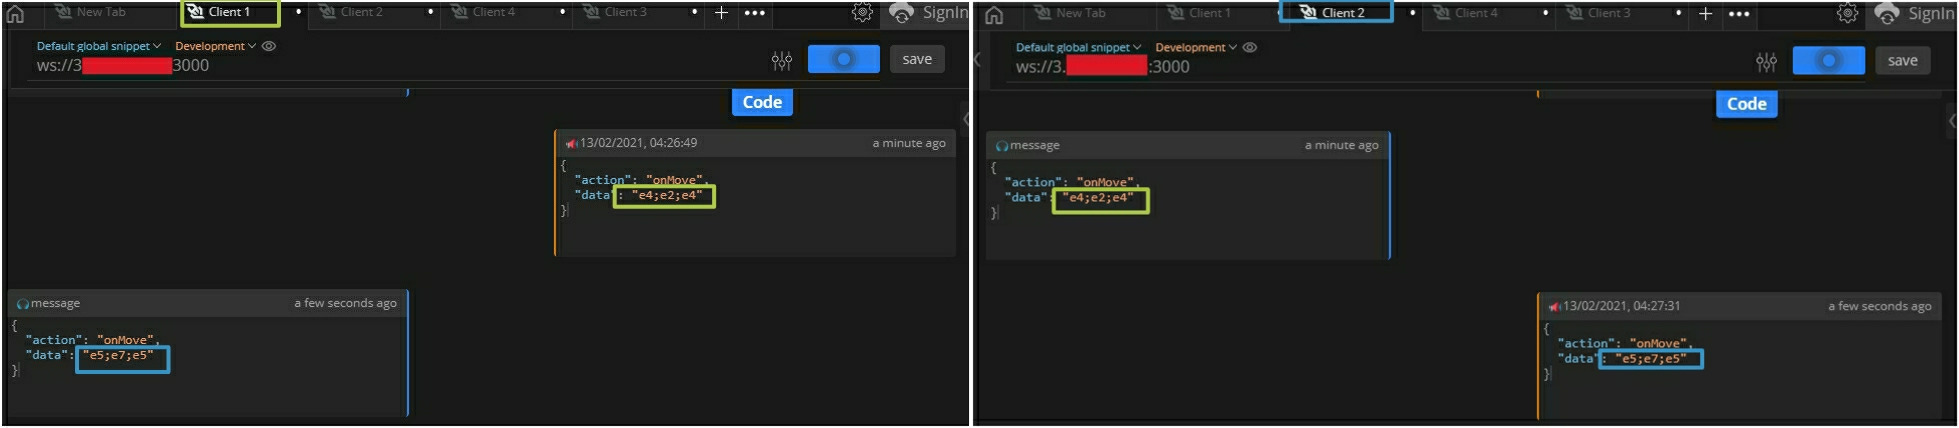 New Tab
Client 1
Client 2
Client 4
Client 3
SignIn
Default global snippet
Development
ws://3
3000
save
Code
13/02/2021, 04:26:49
a minute ago
{
"action": "onMove",
"data": "e4;e2;e4"
}
message
a few seconds ago
{
"action": "onMove",
"data": "e5;e7;e5"
}
New Tab
Client 1
Client 2
Client 4
Client 3
SignIn
Default global snippet
Development
ws://3.
:3000
save
Code
message
a minute ago
{
"action": "onMove",
"data": "e4;e2;e4"
}
13/02/2021, 04:27:31
a few seconds ago
{
"action": "onMove",
"data": "e5;e7;e5"
}